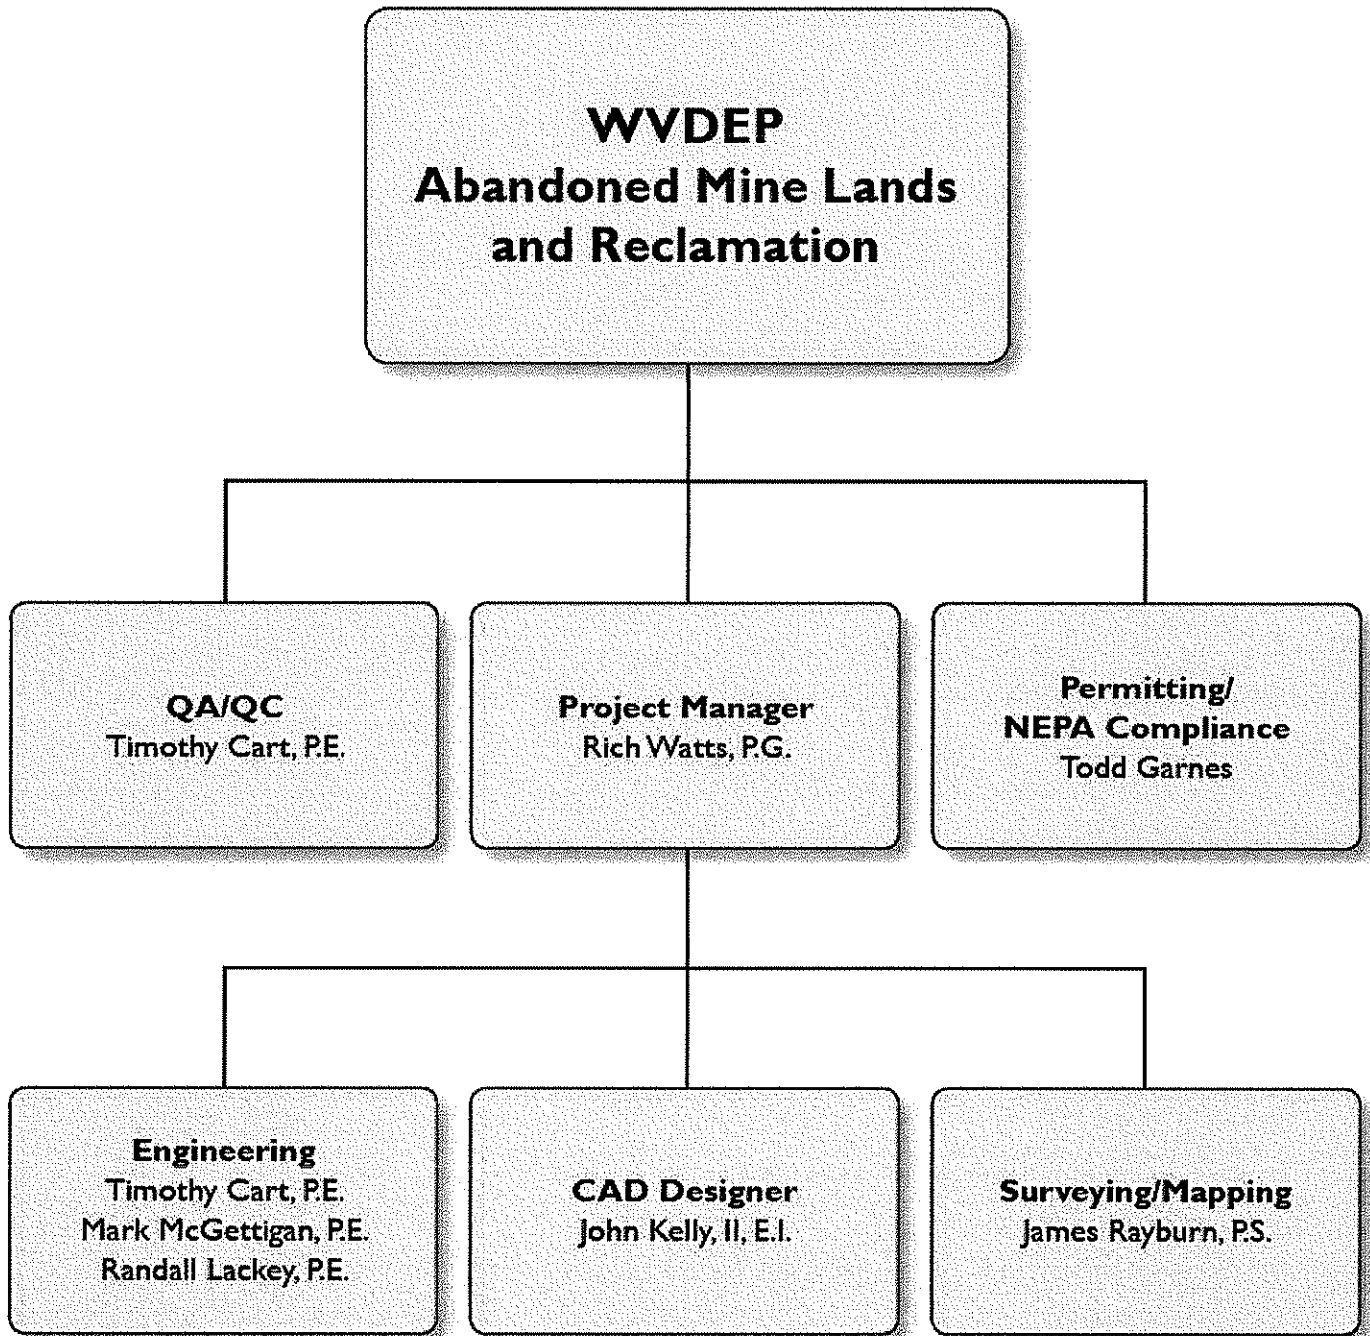 WVDEP
Abandoned Mine Lands
and Reclamation
QA/QC
Timothy Cart, P.E.
Project Manager
Rich Watts, P.G.
Permitting/
NEPA Compliance
Todd Garnes
Engineering
Timothy Cart, P.E.
Mark McGettigan, P.E.
Randall Lackey, P.E.
CAD Designer
John Kelly, II, E.I.
Surveying/Mapping
James Rayburn, P.S.